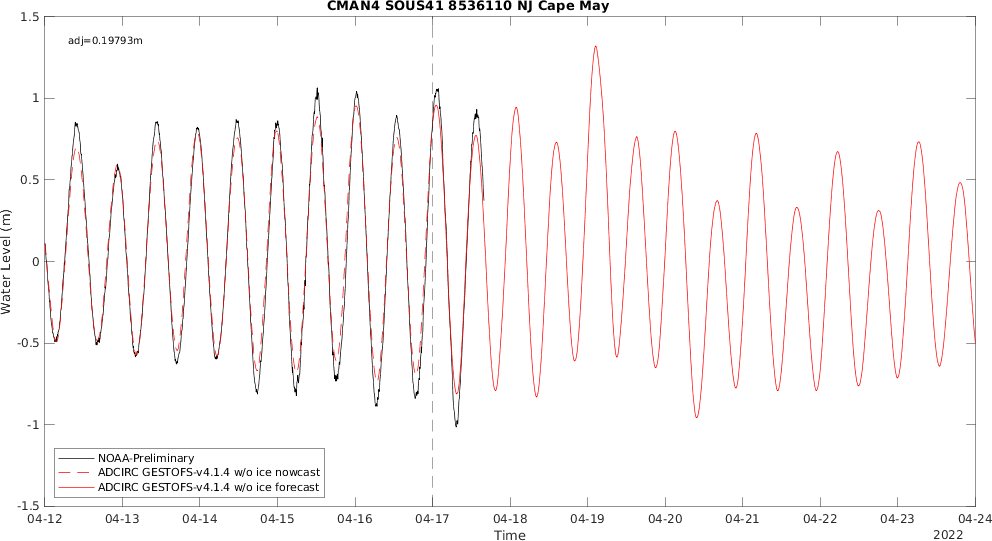 CMAN4 SOUS41 8536110 NJ Cape May
adj=0.19793m
1.5
1
0.5
0
-0.5
-1
-1.5
Water Level (m)
NOAA-Preliminary
ADCIRC GESTOFS-v4.1.4 w/o ice nowcast
ADCIRC GESTOFS-v4.1.4 w/o ice forecast
04-12 04-13 04-14 04-15 04-16 04-17 04-18 04-19 04-20 04-21 04-22 04-23 04-24
Time
2022